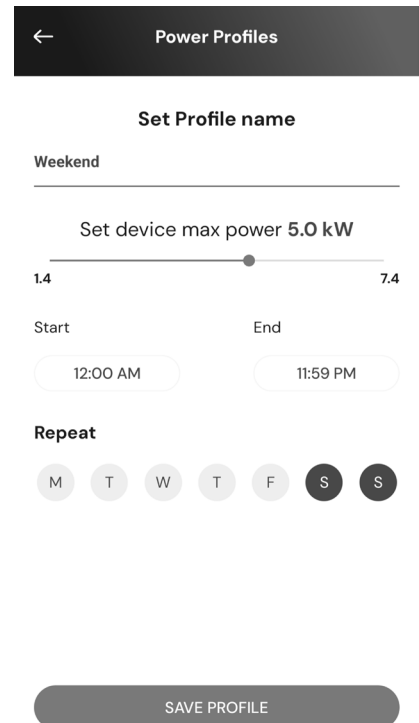 Power Profiles
Set Profile name
Weekend
Set device max power 5.0 kW
1.4 7.4
Start End
12:00 AM 11:59 PM
Repeat
M T W T F S S
SAVE PROFILE